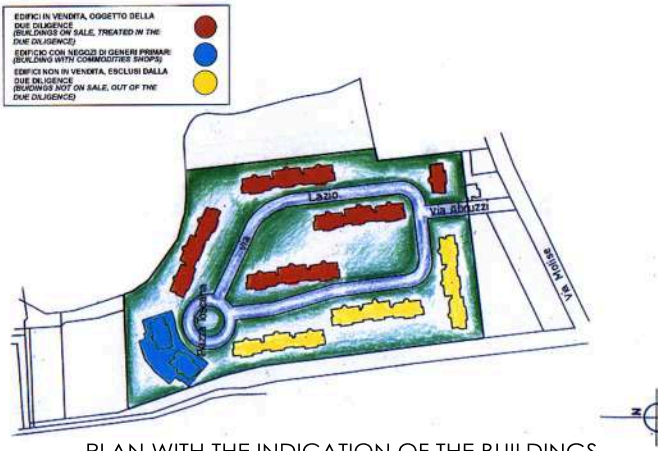 EDIFICI IN VENDITA, OGGETTO DELLA
DUE DILIGENCE
(BUILDINGS ON SALE, TREATED IN THE
DUE DILIGENCE)
EDIFICIO CON NEGOZI DI GENERI PRIMARI
(BUILDING WITH COMMODITIES SHOPS)
EDIFICI NON IN VENDITA, ESCLUSI DALLA
DUE DILIGENCE
(BUIDINGS NOT ON SALE, OUT OF THE
DUE DILIGENCE)
Via Lazio
Via Abruzzi
Via Molise
Piazza Toscana
N
PLAN WITH THE INDICATION OF THE BUILDINGS